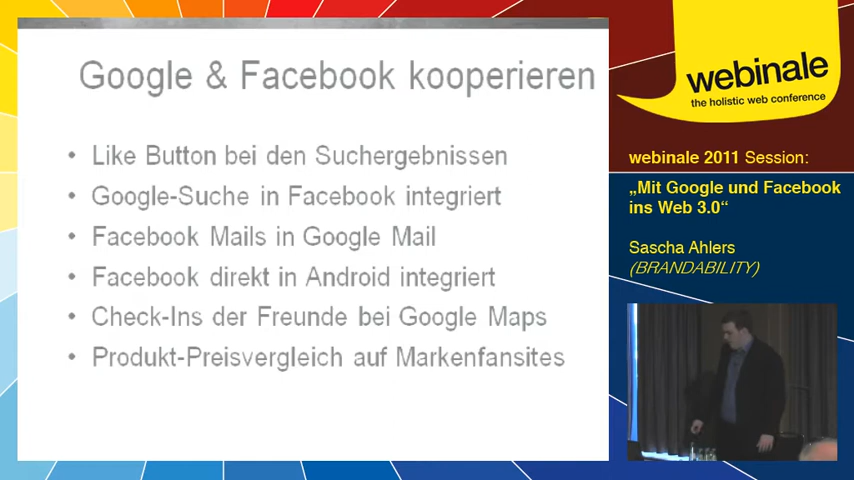 Google & Facebook kooperieren
• Like Button bei den Suchergebnissen
• Google-Suche in Facebook integriert
• Facebook Mails in Google Mail
• Facebook direkt in Android integriert
• Check-Ins der Freunde bei Google Maps
• Produkt-Preisvergleich auf Markenfansites
webinale
the holistic web conference
webinale 2011 Session:
„Mit Google und Facebook
ins Web 3.0“
Sascha Ahlers
(BRANDABILITY)